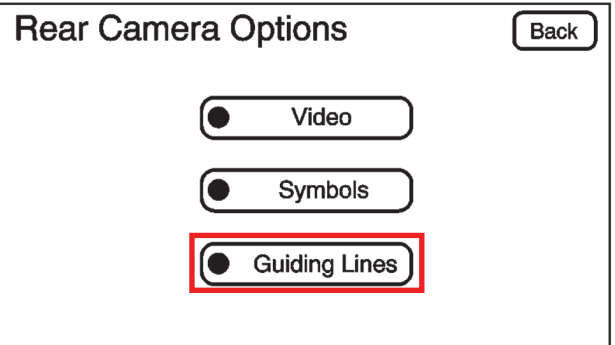 Rear Camera Options
Back
Video
Symbols
Guiding Lines